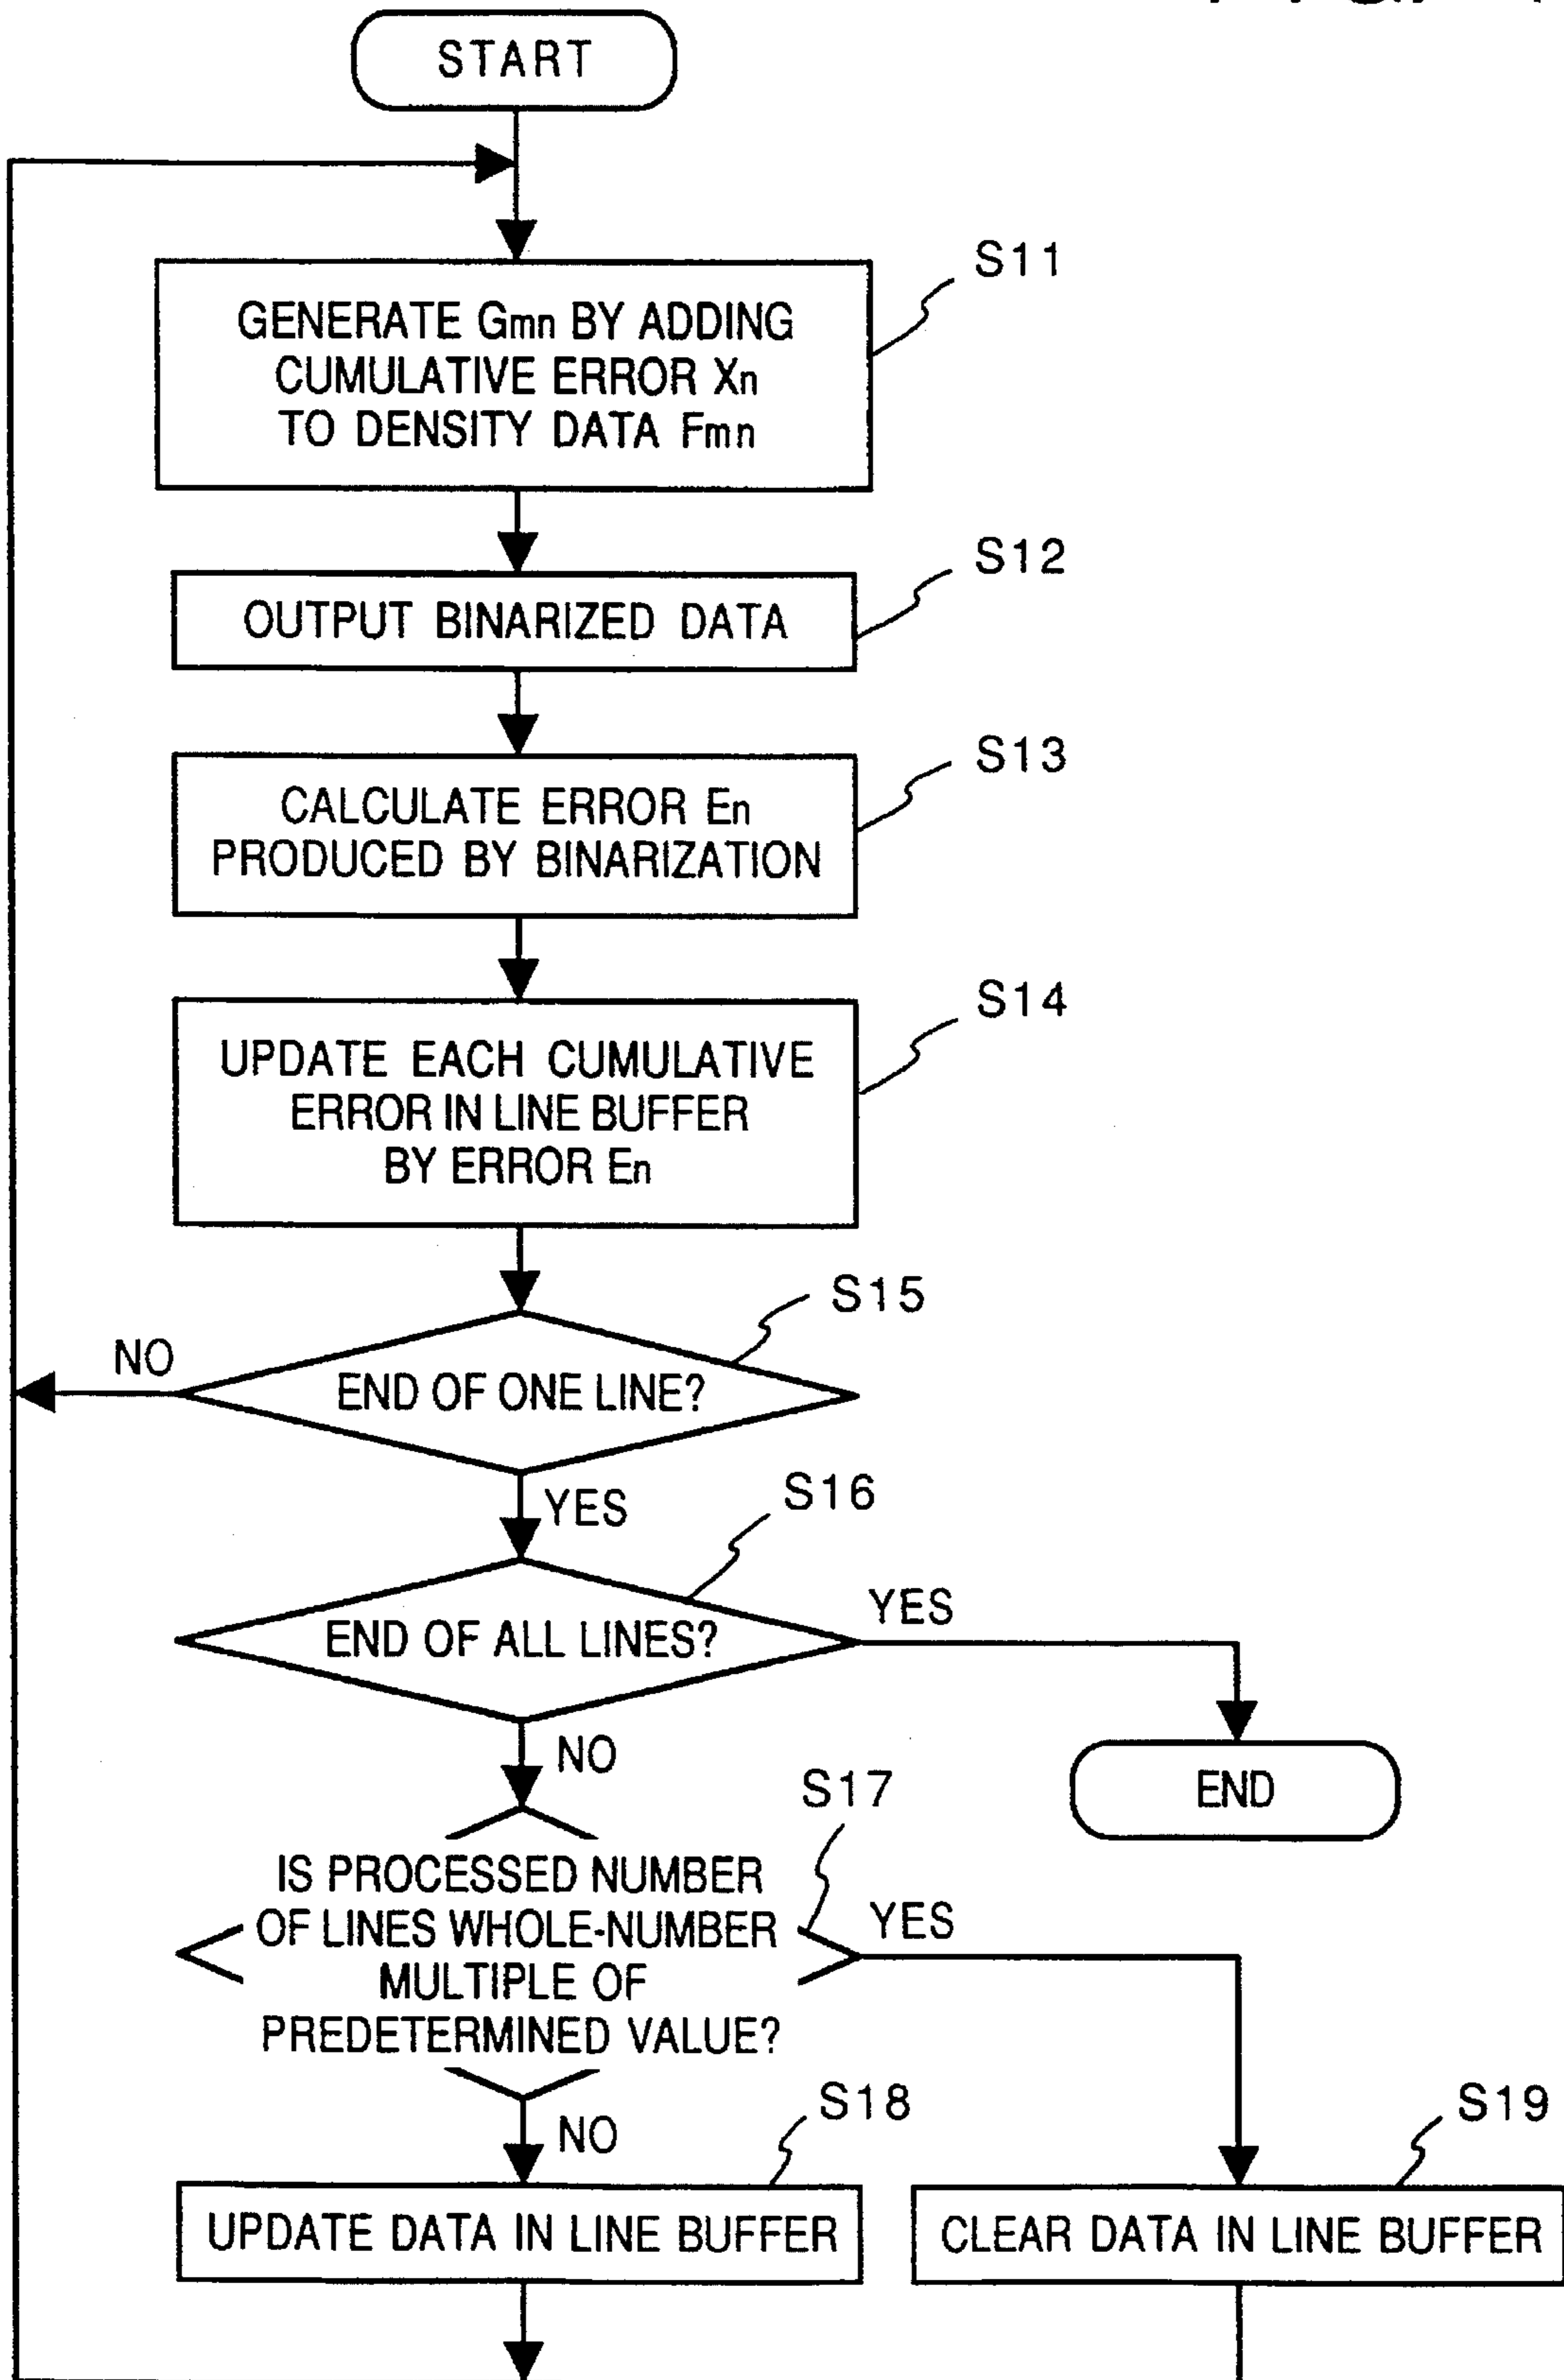 START
S11
GENERATE Gmn BY ADDING
CUMULATIVE ERROR Xn
TO DENSITY DATA Fmn
S12
OUTPUT BINARIZED DATA
S13
CALCULATE ERROR En
PRODUCED BY BINARIZATION
S14
UPDATE EACH CUMULATIVE
ERROR IN LINE BUFFER
BY ERROR En
S15
NO
END OF ONE LINE?
YES
S16
YES
END OF ALL LINES?
NO
END
S17
IS PROCESSED NUMBER
OF LINES WHOLE-NUMBER
MULTIPLE OF
PREDETERMINED VALUE?
YES
NO
S18
S19
UPDATE DATA IN LINE BUFFER
CLEAR DATA IN LINE BUFFER